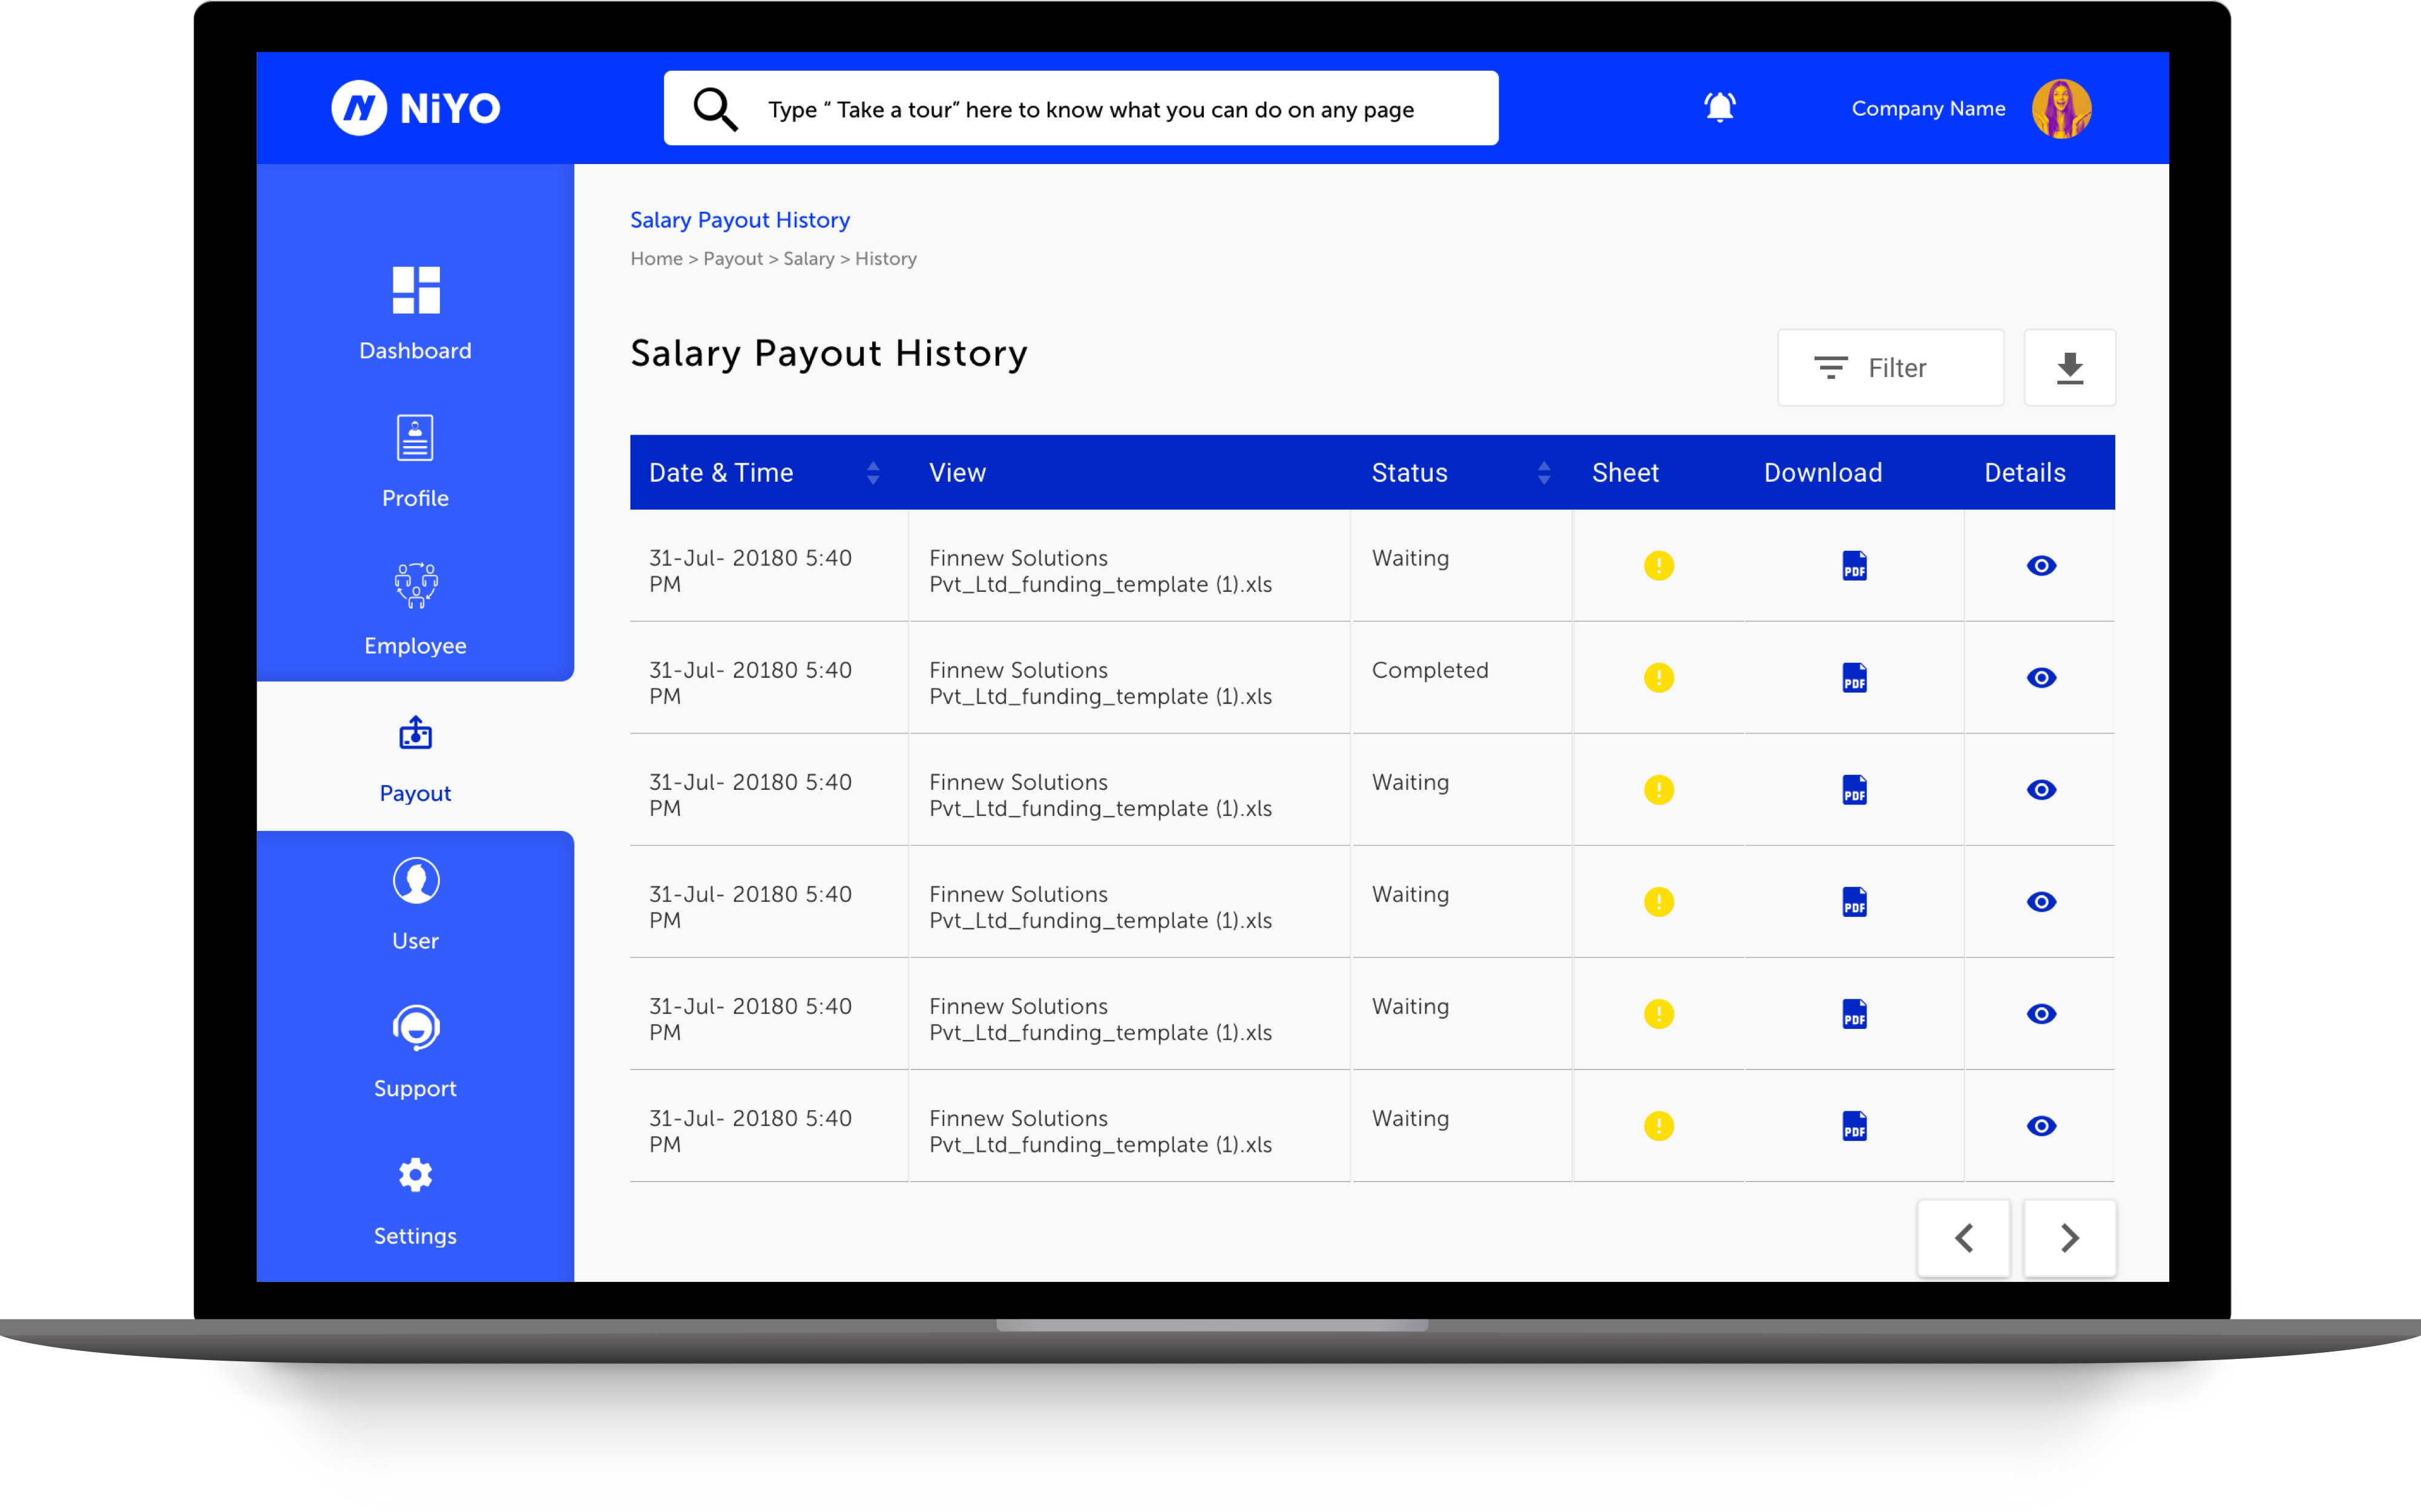 NiYO
Type “ Take a tour” here to know what you can do on any page
Company Name
Dashboard
Profile
Employee
Payout
User
Support
Settings
Salary Payout History
Home > Payout > Salary > History
Salary Payout History
Filter
Date & Time View Status Sheet Download Details
31-Jul- 20180 5:40 Finnew Solutions Waiting
PM Pvt_Ltd_funding_template (1).xls
PDF
31-Jul- 20180 5:40 Finnew Solutions Completed
PM Pvt_Ltd_funding_template (1).xls
PDF
31-Jul- 20180 5:40 Finnew Solutions Waiting
PM Pvt_Ltd_funding_template (1).xls
PDF
31-Jul- 20180 5:40 Finnew Solutions Waiting
PM Pvt_Ltd_funding_template (1).xls
PDF
31-Jul- 20180 5:40 Finnew Solutions Waiting
PM Pvt_Ltd_funding_template (1).xls
PDF
31-Jul- 20180 5:40 Finnew Solutions Waiting
PM Pvt_Ltd_funding_template (1).xls
PDF